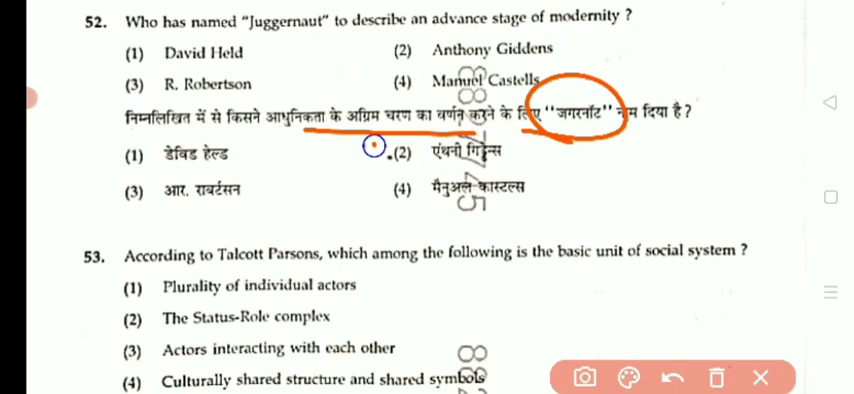 52. Who has named “Juggernaut” to describe an advance stage of modernity ?
(1) David Held (2) Anthony Giddens
(3) R. Robertson (4) Manuel Castells
निम्नलिखित में से किसने आधुनिकता के अग्रिम चरण का वर्णन करने के लिए ‘‘जगरनॉट’’ नाम दिया है ?
(1) डेविड हेल्ड (2) एंथनी गिडेन्स
(3) आर. राबर्टसन (4) मैनुअल कास्टल्स
53. According to Talcott Parsons, which among the following is the basic unit of social system ?
(1) Plurality of individual actors
(2) The Status-Role complex
(3) Actors interacting with each other
(4) Culturally shared structure and shared symbols